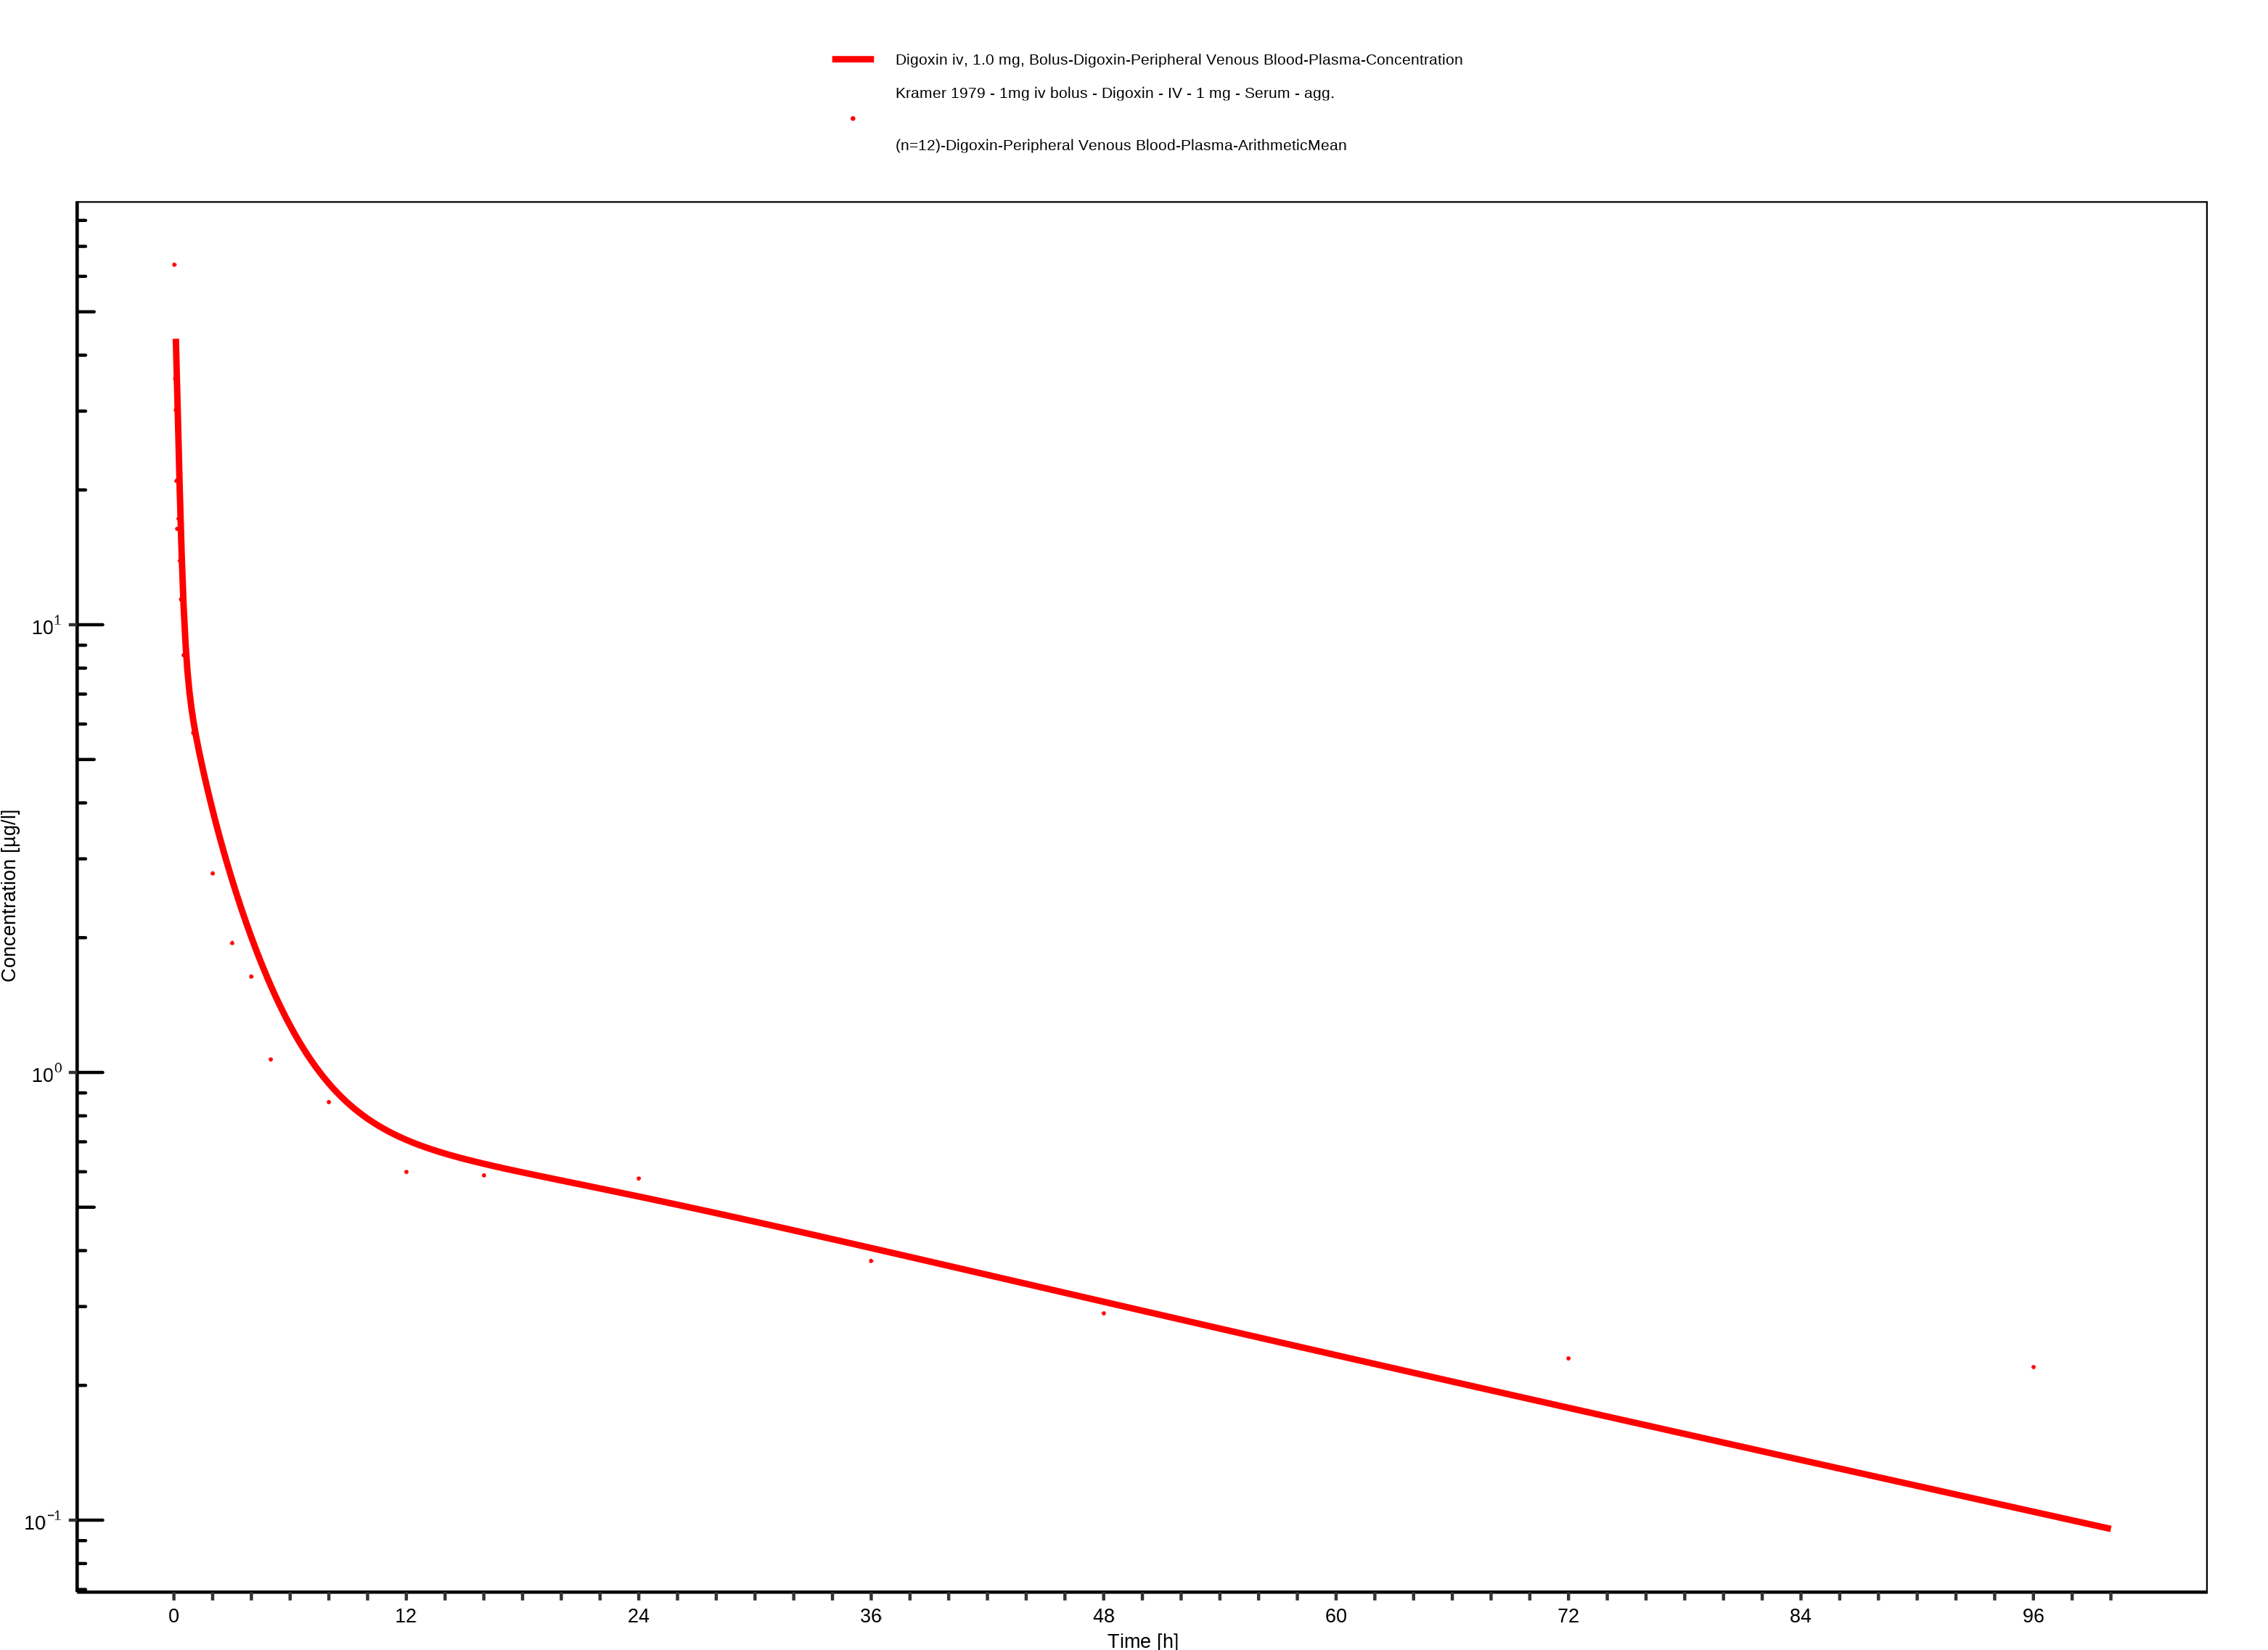 Digoxin iv, 1.0 mg, Bolus-Digoxin-Peripheral Venous Blood-Plasma-Concentration
Kramer 1979 - 1mg iv bolus - Digoxin - IV - 1 mg - Serum - agg.
(n=12)-Digoxin-Peripheral Venous Blood-Plasma-ArithmeticMean
10¹
10⁰
10⁻¹
Concentration [µg/l]
0 12 24 36 48 60 72 84 96
Time [h]